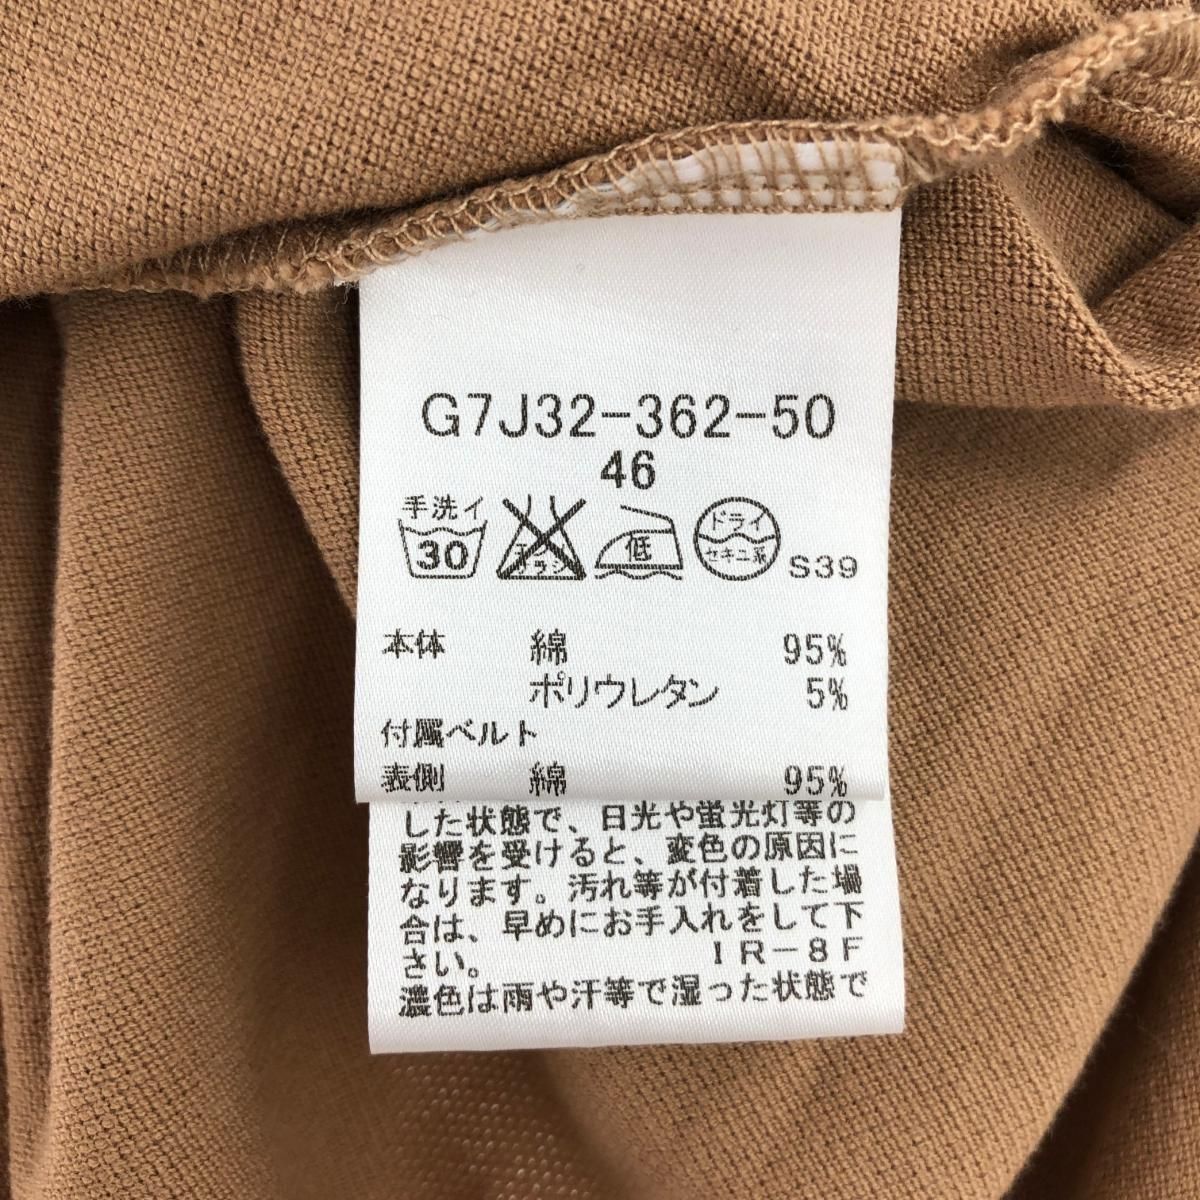 G7J32-362-50
46
手洗イ
30
エンソ
サラシ
低
ドライ
セキユ系
S39
本体 綿 95%
ポリウレタン 5%
付属ベルト
表側 綿 95%
した状態で、日光や蛍光灯等の
影響を受けると、変色の原因に
なります。汚れ等が付着した場
合は、早めにお手入れをして下
さい。 IR-8F
濃色は雨や汗等で湿った状態で